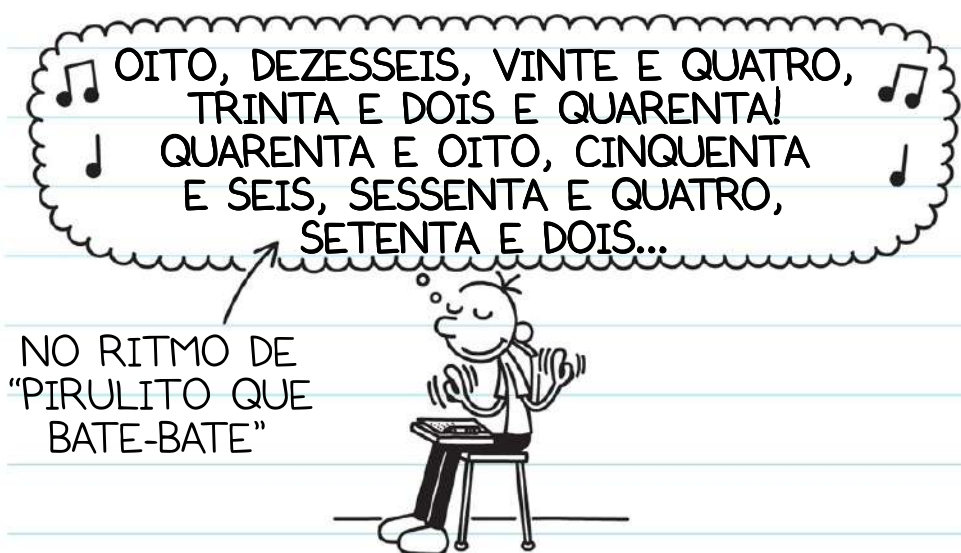 OITO, DEZESSEIS, VINTE E QUATRO,
TRINTA E DOIS E QUARENTA!
QUARENTA E OITO, CINQUENTA
E SEIS, SESSENTA E QUATRO,
SETENTA E DOIS...
NO RITMO DE
“PIRULITO QUE
BATE-BATE”